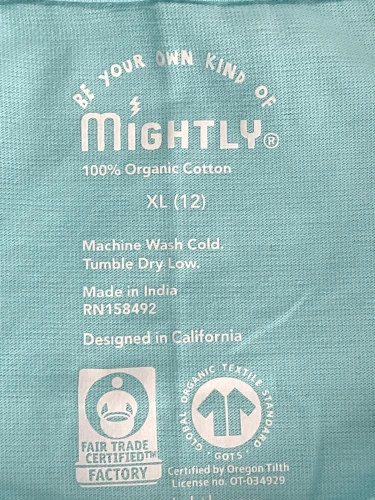 BE YOUR OWN KIND OF
MiGHTLY®
100% Organic Cotton
XL (12)
Machine Wash Cold.
Tumble Dry Low.
Made in India
RN158492
Designed in California
FAIR TRADE
CERTIFIED™
FACTORY
GLOBAL ORGANIC TEXTILE STANDARD
· GOTS ·
Certified by Oregon Tilth
License no. OT-034929